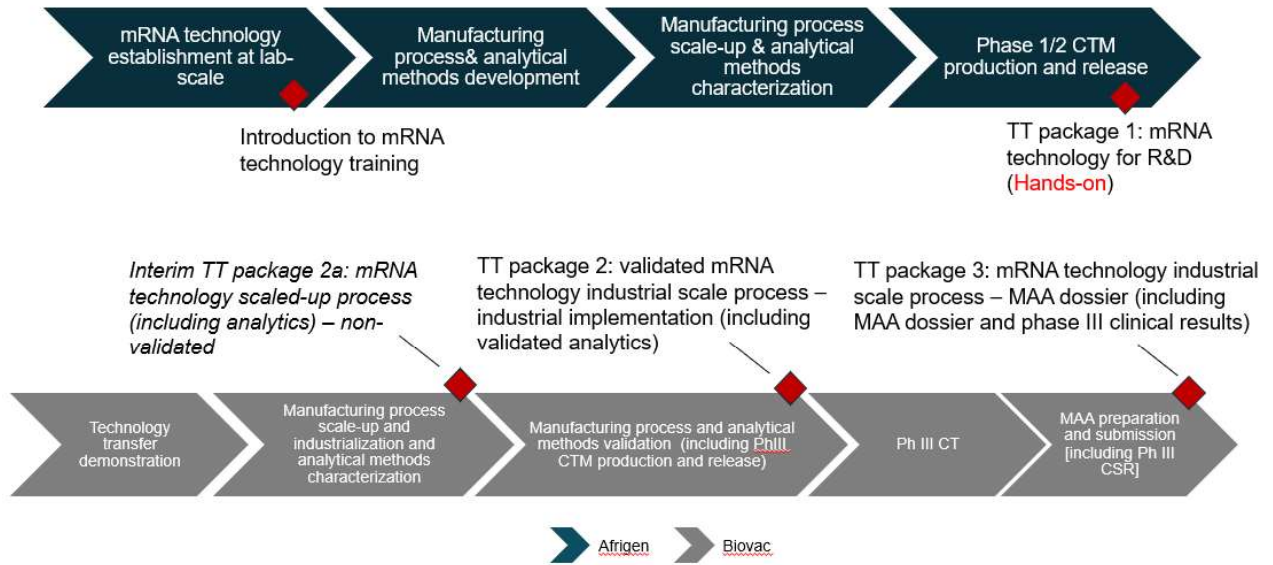 mRNA technology
establishment at lab-
scale
Manufacturing
process& analytical
methods development
Manufacturing process
scale-up & analytical
methods
characterization
Phase 1/2 CTM
production and release
Introduction to mRNA
technology training
TT package 1: mRNA
technology for R&D
(Hands-on)
Interim TT package 2a: mRNA
technology scaled-up process
(including analytics) – non-
validated
TT package 2: validated mRNA
technology industrial scale process –
industrial implementation (including
validated analytics)
TT package 3: mRNA technology industrial
scale process – MAA dossier (including
MAA dossier and phase III clinical results)
Technology
transfer
demonstration
Manufacturing process
scale-up and
industrialization and
analytical methods
characterization
Manufacturing process and analytical
methods validation (including PhIII
CTM production and release)
Ph III CT
MAA preparation
and submission
[including Ph III
CSR]
Afrigen
Biovac